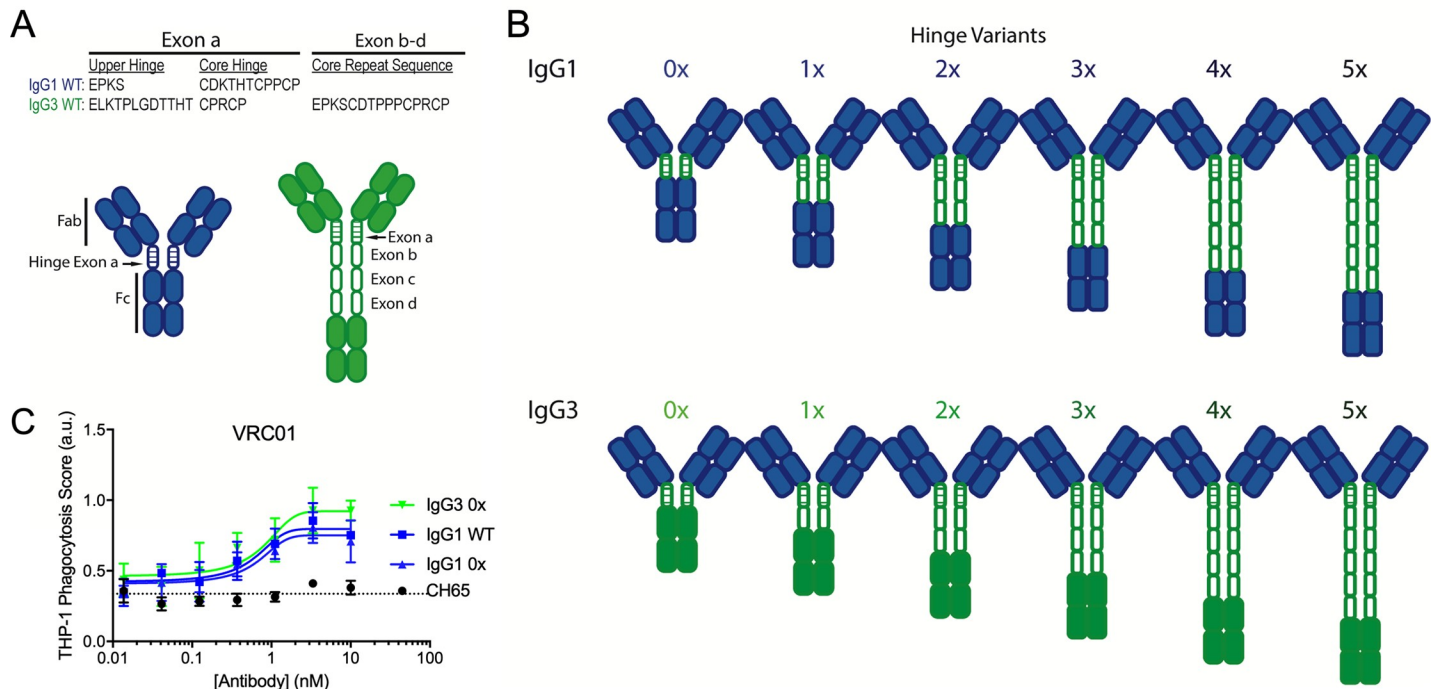 A
Exon a Exon b-d
Upper Hinge Core Hinge Core Repeat Sequence
IgG1 WT: EPKS CDKTHTCPPCP
IgG3 WT: ELKTPLGDTTHT CPRCP EPKSCDTPPPCPRCP
Fab
Hinge Exon a
Fc
Exon a
Exon b
Exon c
Exon d
B
Hinge Variants
IgG1 0x 1x 2x 3x 4x 5x
IgG3 0x 1x 2x 3x 4x 5x
C
VRC01
THP-1 Phagocytosis Score (a.u.)
1.5
1.0
0.5
0.0
0.01 0.1 1 10 100
[Antibody] (nM)
IgG3 0x
IgG1 WT
IgG1 0x
CH65